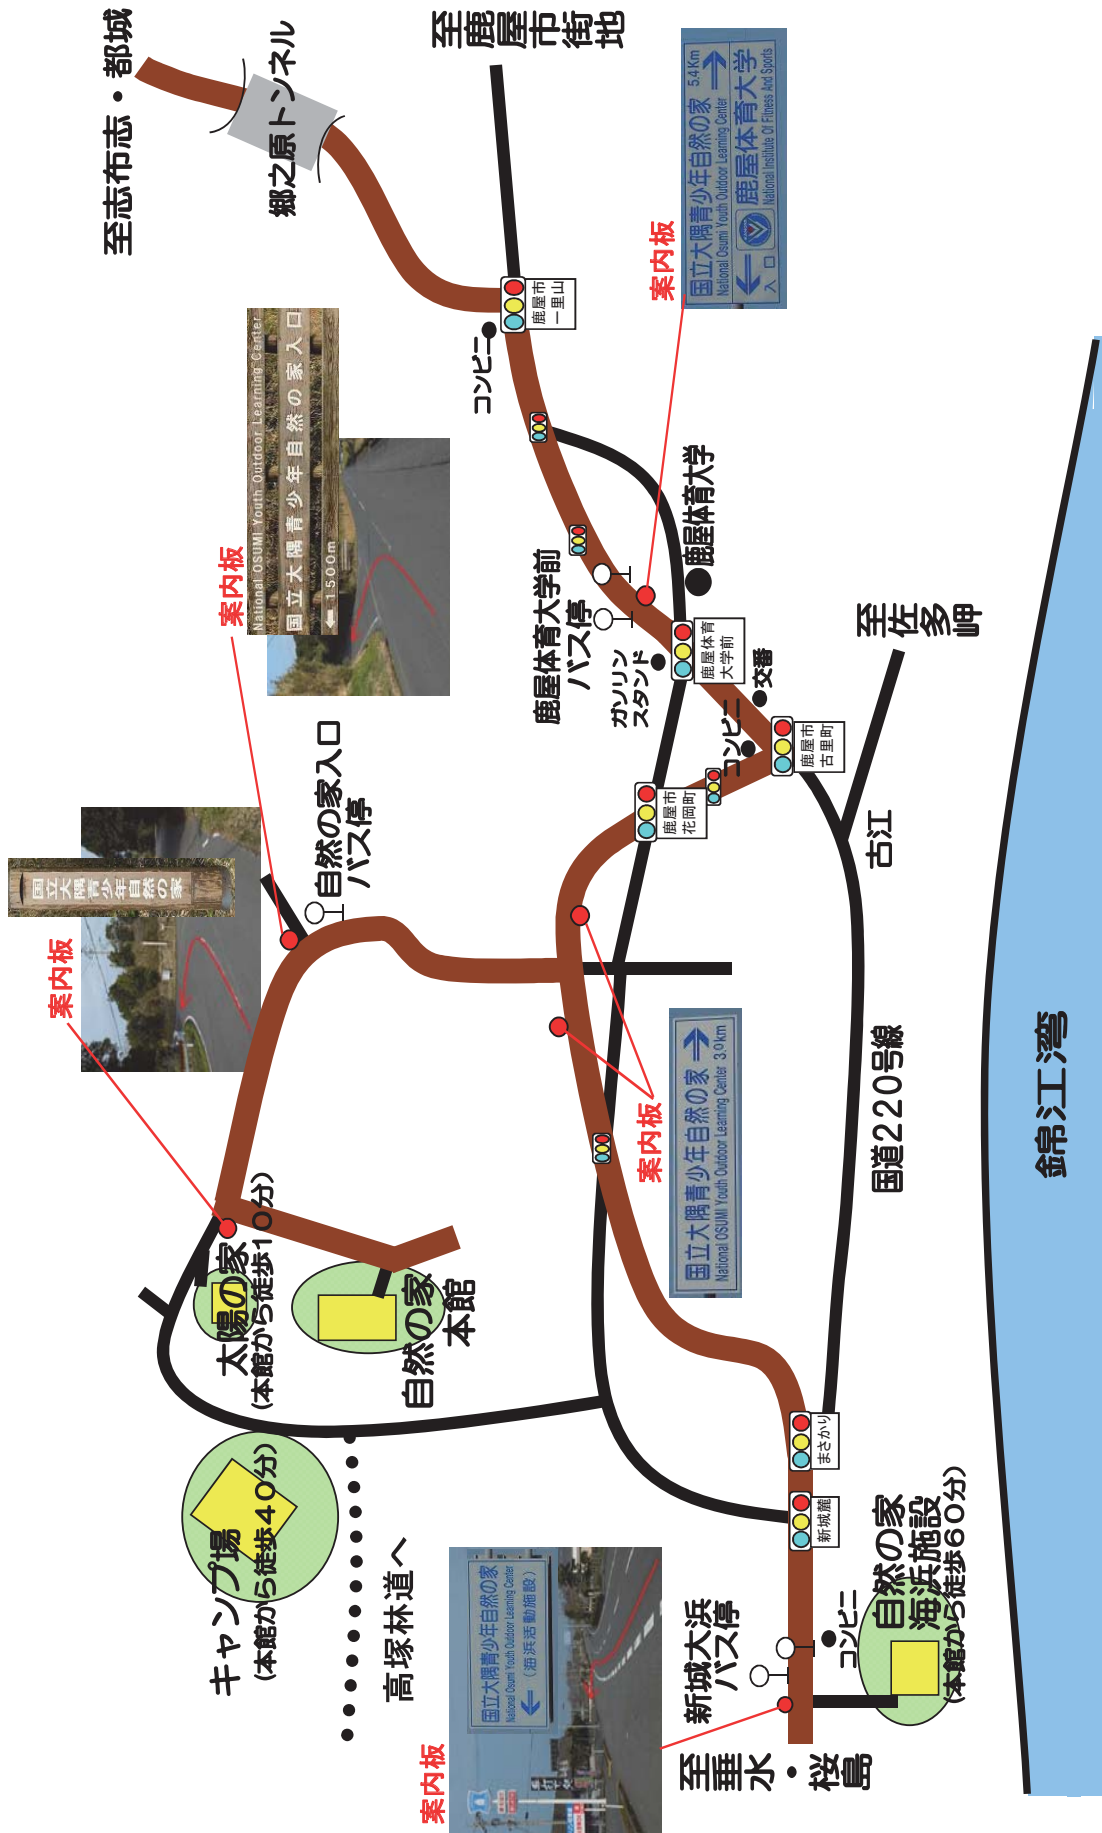 至垂水・桜島
案内板
国立大隅青少年自然の家
National Osumi Youth Outdoor Learning Center
(海浜活動施設)
新城大浜
バス停
コンビニ
自然の家
海浜施設
(本館から徒歩60分)
新城麓
まさかり
キャンプ場
(本館から徒歩40分)
高塚林道へ
太陽の家
(本館から徒歩10分)
自然の家
本館
案内板
国立大隅青少年自然の家
案内板
National OSUMI Youth Outdoor Learning Center
国立大隅青少年自然の家入口
1500m
自然の家入口
バス停
案内板
国立大隅青少年自然の家
National OSUMI Youth Outdoor Learning Center 3.0km
国道220号線
錦江湾
古江
至佐多岬
鹿屋市
花岡町
コンビニ
鹿屋市
古里町
交番
鹿屋体育
大学前
ガソリン
スタンド
鹿屋体育大学前
バス停
鹿屋体育大学
案内板
国立大隅青少年自然の家 5.4Km
National Osumi Youth Outdoor Learning Center
鹿屋体育大学
National Institute Of Fitness And Sports
入口
コンビニ
鹿屋市
一里山
至鹿屋市街地
郷之原トンネル
至志布志・都城